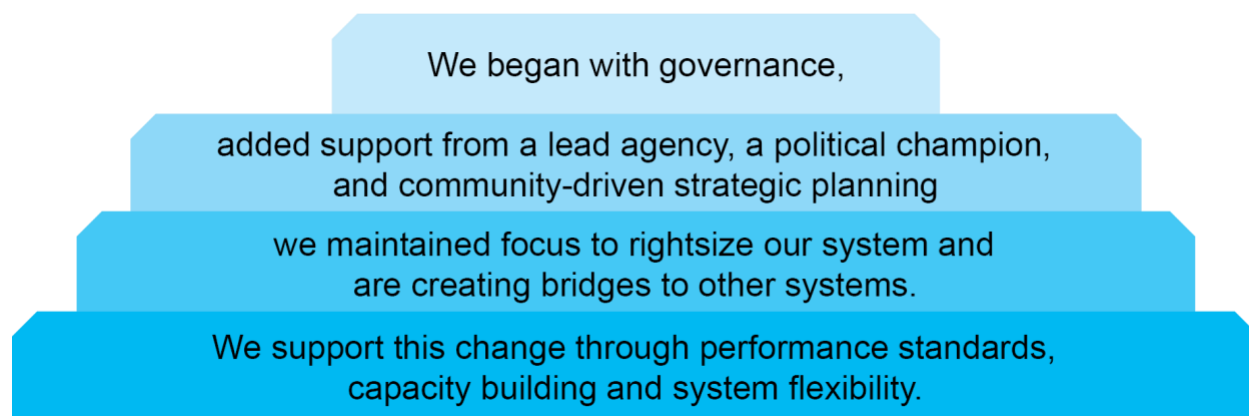 We began with governance,
added support from a lead agency, a political champion,
and community-driven strategic planning
we maintained focus to rightsize our system and
are creating bridges to other systems.
We support this change through performance standards,
capacity building and system flexibility.